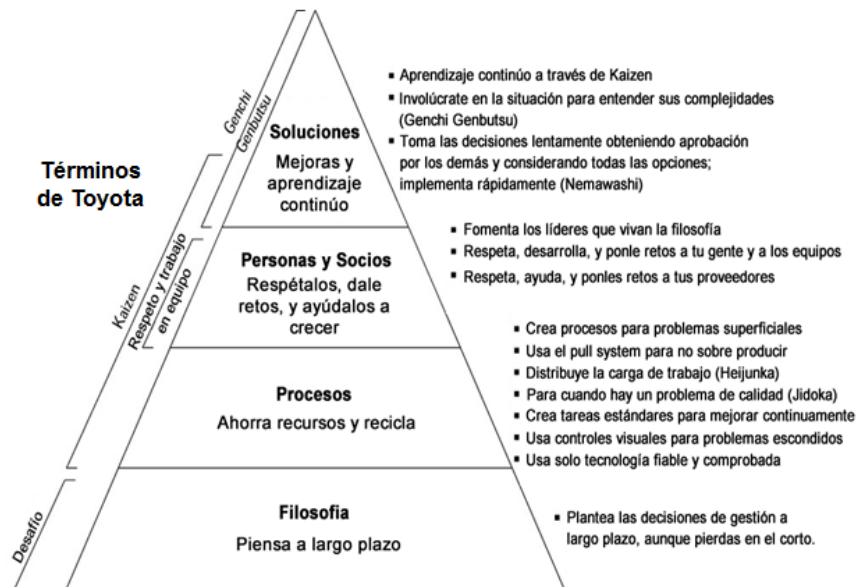 Términos
de Toyota
Genchi
Genbutsu
Kaizen
Respeto y trabajo
en equipo
Desafío
Soluciones
Mejoras y
aprendizaje
continúo
▪ Aprendizaje continúo a través de Kaizen
▪ Involúcrate en la situación para entender sus complejidades
(Genchi Genbutsu)
▪ Toma las decisiones lentamente obteniendo aprobación
por los demás y considerando todas las opciones;
implementa rápidamente (Nemawashi)
Personas y Socios
Respétalos, dale
retos, y ayúdalos a
crecer
▪ Fomenta los líderes que vivan la filosofía
▪ Respeta, desarrolla, y ponle retos a tu gente y a los equipos
▪ Respeta, ayuda, y ponles retos a tus proveedores
Procesos
Ahorra recursos y recicla
▪ Crea procesos para problemas superficiales
▪ Usa el pull system para no sobre producir
▪ Distribuye la carga de trabajo (Heijunka)
▪ Para cuando hay un problema de calidad (Jidoka)
▪ Crea tareas estándares para mejorar continuamente
▪ Usa controles visuales para problemas escondidos
▪ Usa solo tecnología fiable y comprobada
Filosofia
Piensa a largo plazo
▪ Plantea las decisiones de gestión a
largo plazo, aunque pierdas en el corto.